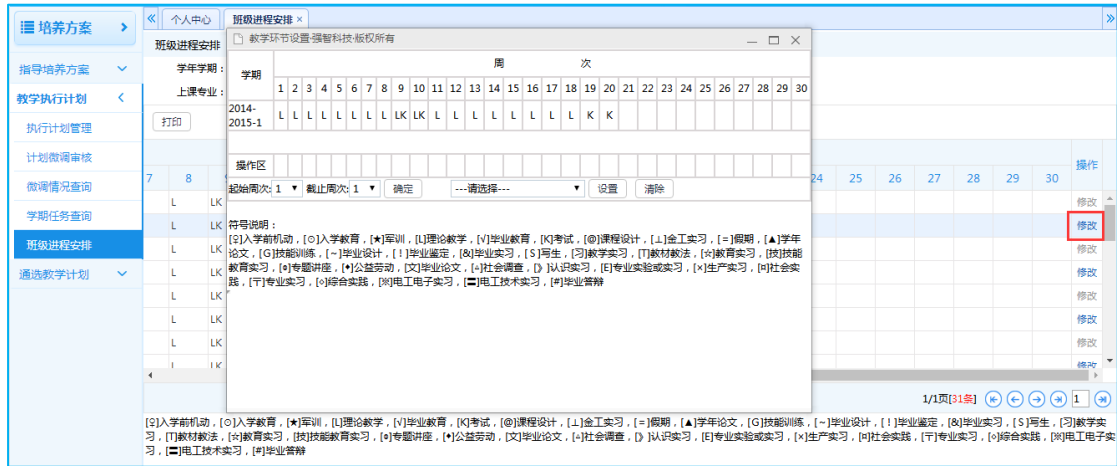 培养方案
个人中心
班级进程安排 ×
指导培养方案
教学执行计划
执行计划管理
计划微调审核
微调情况查询
学期任务查询
班级进程安排
通选教学计划
班级进程安排
学年学期：
上课专业：
打印
教学环节设置-强智科技-版权所有
学期 周 次
1 2 3 4 5 6 7 8 9 10 11 12 13 14 15 16 17 18 19 20 21 22 23 24 25 26 27 28 29 30
2014-
2015-1
L L L L L L L L LK LK L L L L L L L L K K
操作区
起始周次: 1 截止周次: 1 确定 ---请选择--- 设置 清除
符号说明：
[♀]入学前机动，[⊙]入学教育，[★]军训，[L]理论教学，[√]毕业教育，[K]考试，[@]课程设计，[⊥]金工实习，[=]假期，[▲]学年
论文，[G]技能训练，[~]毕业设计，[！]毕业鉴定，[&]毕业实习，[S]写生，[习]教学实习，[T]教材教法，[☆]教育实习，[技]技能
教育实习，[⊕]专题讲座，[♦]公益劳动，[文]毕业论文，[▵]社会调查，[》]认识实习，[E]专业实验或实习，[×]生产实习，[¤]社会实
践，[〒]专业实习，[◇]综合实践，[※]电工电子实习，[〓]电工技术实习，[#]毕业答辩
7 8 24 25 26 27 28 29 30 操作
L LK 修改
L LK 修改
L LK 修改
L LK 修改
L LK 修改
L LK 修改
L LK 修改
L LK 修改
1/1页[31条] 1
[♀]入学前机动，[⊙]入学教育，[★]军训，[L]理论教学，[√]毕业教育，[K]考试，[@]课程设计，[⊥]金工实习，[=]假期，[▲]学年论文，[G]技能训练，[~]毕业设计，[！]毕业鉴定，[&]毕业实习，[S]写生，[习]教学实
习，[T]教材教法，[☆]教育实习，[技]技能教育实习，[⊕]专题讲座，[♦]公益劳动，[文]毕业论文，[▵]社会调查，[》]认识实习，[E]专业实验或实习，[×]生产实习，[¤]社会实践，[〒]专业实习，[◇]综合实践，[※]电工电子实
习，[〓]电工技术实习，[#]毕业答辩